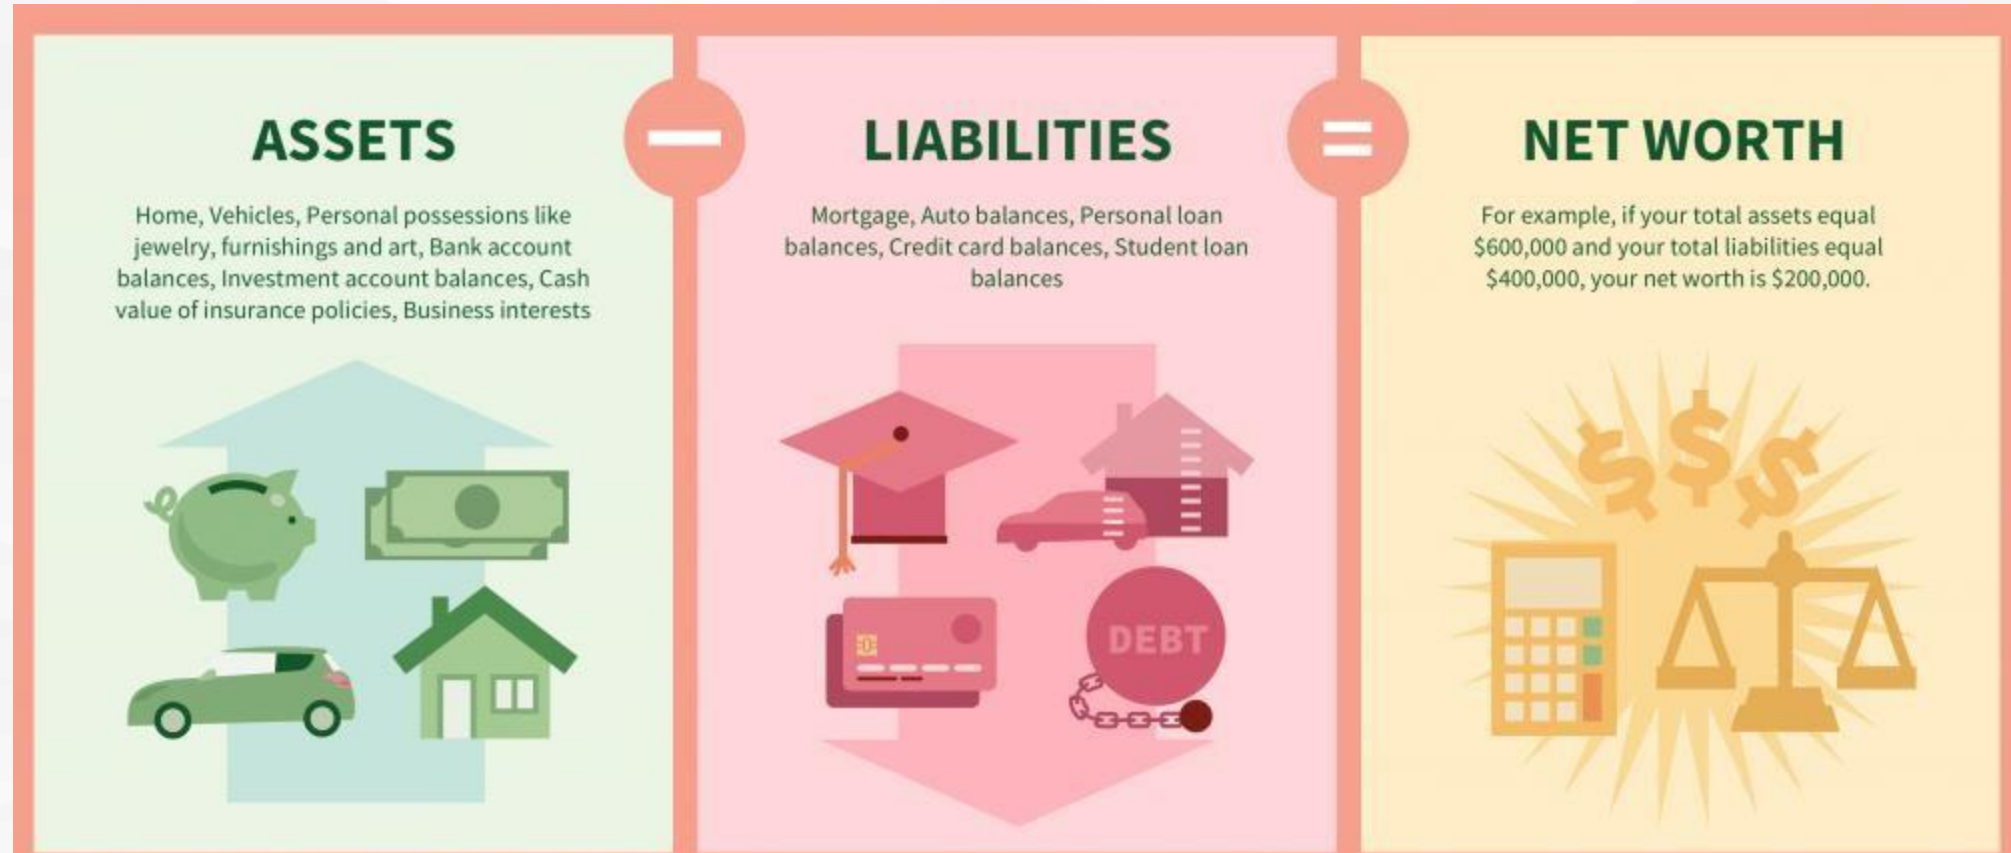 ASSETS
Home, Vehicles, Personal possessions like
jewelry, furnishings and art, Bank account
balances, Investment account balances, Cash
value of insurance policies, Business interests
LIABILITIES
Mortgage, Auto balances, Personal loan
balances, Credit card balances, Student loan
balances
DEBT
NET WORTH
For example, if your total assets equal
$600,000 and your total liabilities equal
$400,000, your net worth is $200,000.
$$$